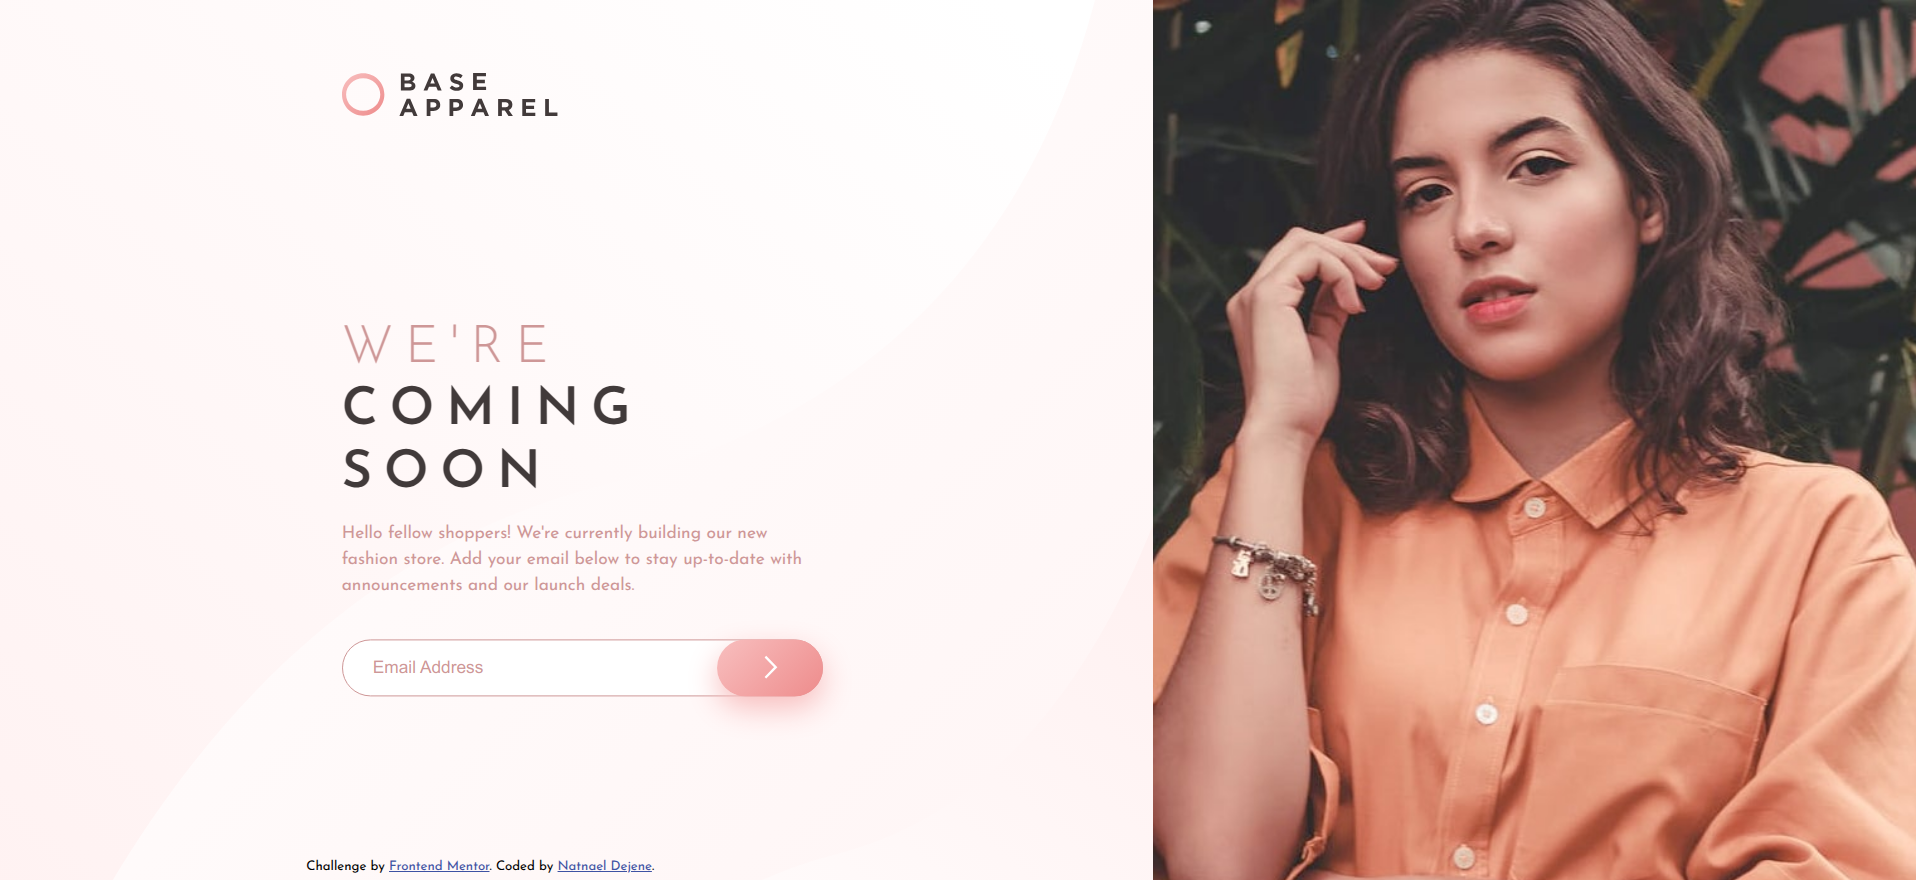 BASE
APPAREL
WE'RE
COMING
SOON
Hello fellow shoppers! We're currently building our new
fashion store. Add your email below to stay up-to-date with
announcements and our launch deals.
Email Address
Challenge by Frontend Mentor. Coded by Natnael Dejene.